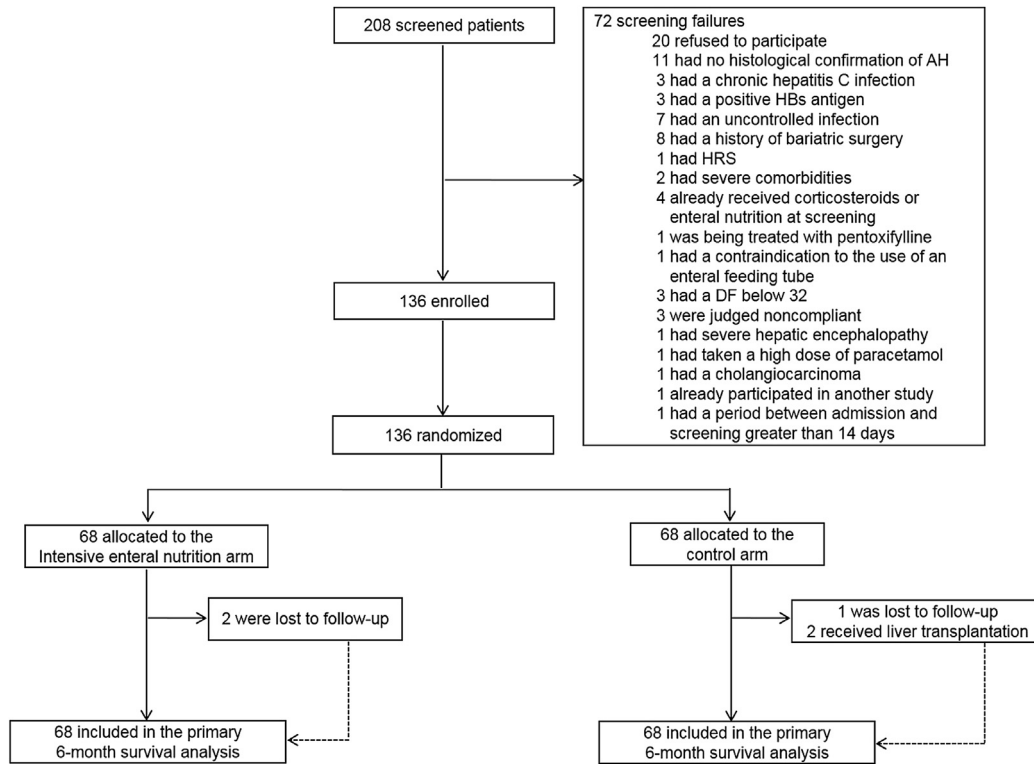 208 screened patients
72 screening failures
20 refused to participate
11 had no histological confirmation of AH
3 had a chronic hepatitis C infection
3 had a positive HBs antigen
7 had an uncontrolled infection
8 had a history of bariatric surgery
1 had HRS
2 had severe comorbidities
4 already received corticosteroids or
enteral nutrition at screening
1 was being treated with pentoxifylline
1 had a contraindication to the use of an
enteral feeding tube
3 had a DF below 32
3 were judged noncompliant
1 had severe hepatic encephalopathy
1 had taken a high dose of paracetamol
1 had a cholangiocarcinoma
1 already participated in another study
1 had a period between admission and
screening greater than 14 days
136 enrolled
136 randomized
68 allocated to the
Intensive enteral nutrition arm
68 allocated to the
control arm
2 were lost to follow-up
1 was lost to follow-up
2 received liver transplantation
68 included in the primary
6-month survival analysis
68 included in the primary
6-month survival analysis